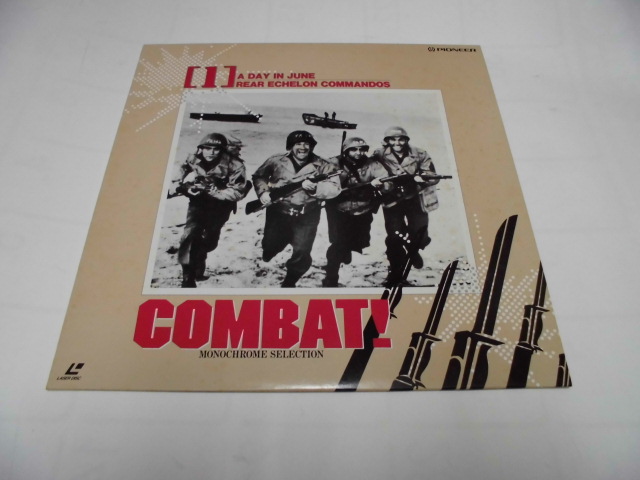 PIONEER
[1] A DAY IN JUNE
REAR ECHELON COMMANDOS
COMBAT!
MONOCHROME SELECTION
LASER DISC